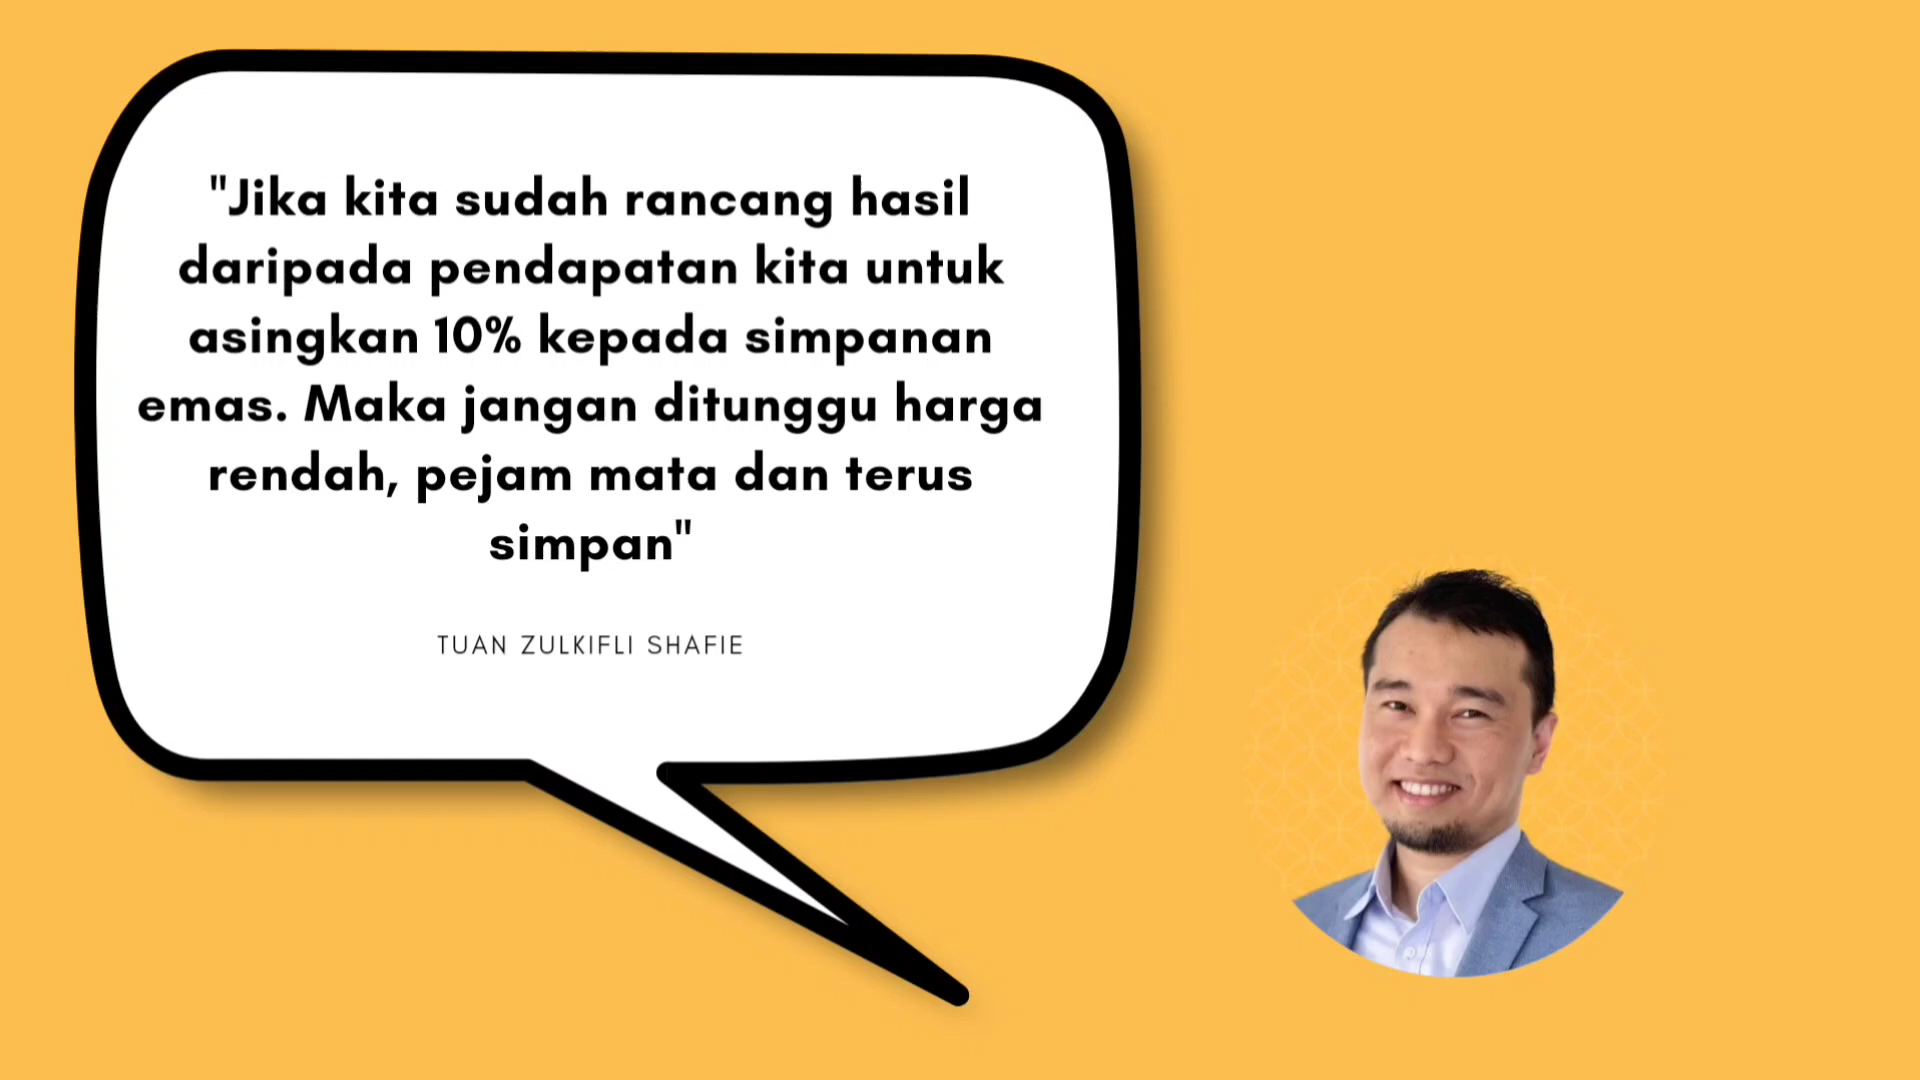 "Jika kita sudah rancang hasil
daripada pendapatan kita untuk
asingkan 10% kepada simpanan
emas. Maka jangan ditunggu harga
rendah, pejam mata dan terus
simpan"
TUAN ZULKIFLI SHAFIE